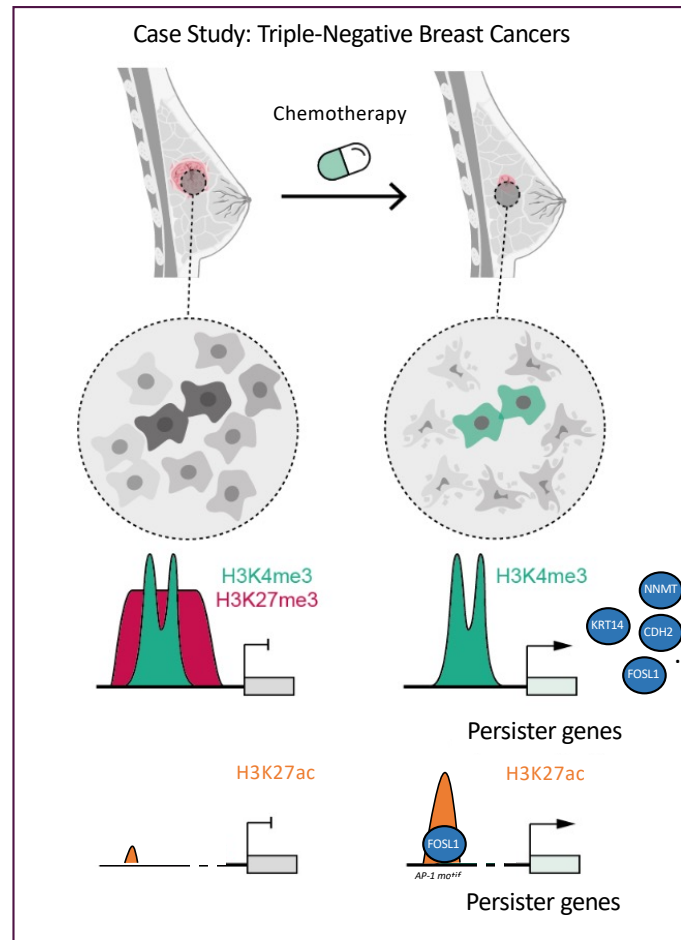 Case Study: Triple-Negative Breast Cancers
Chemotherapy
H3K4me3
H3K27me3
H3K4me3
NNMT
KRT14
CDH2
FOSL1
Persister genes
H3K27ac
H3K27ac
FOSL1
AP-1 motif
Persister genes